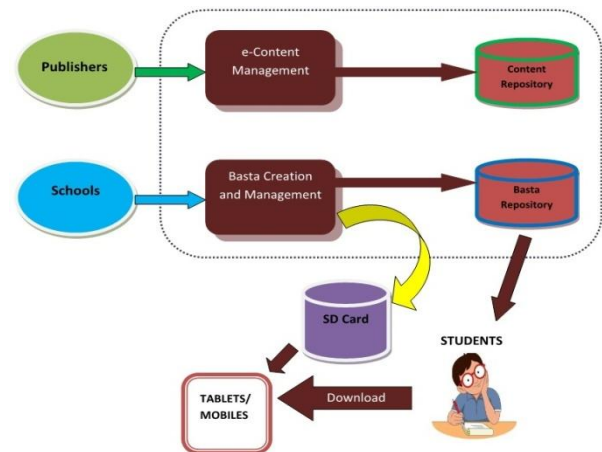 Publishers
e-Content
Management
Content
Repository
Schools
Basta Creation
and Management
Basta
Repository
SD Card
STUDENTS
TABLETS/
MOBILES
Download